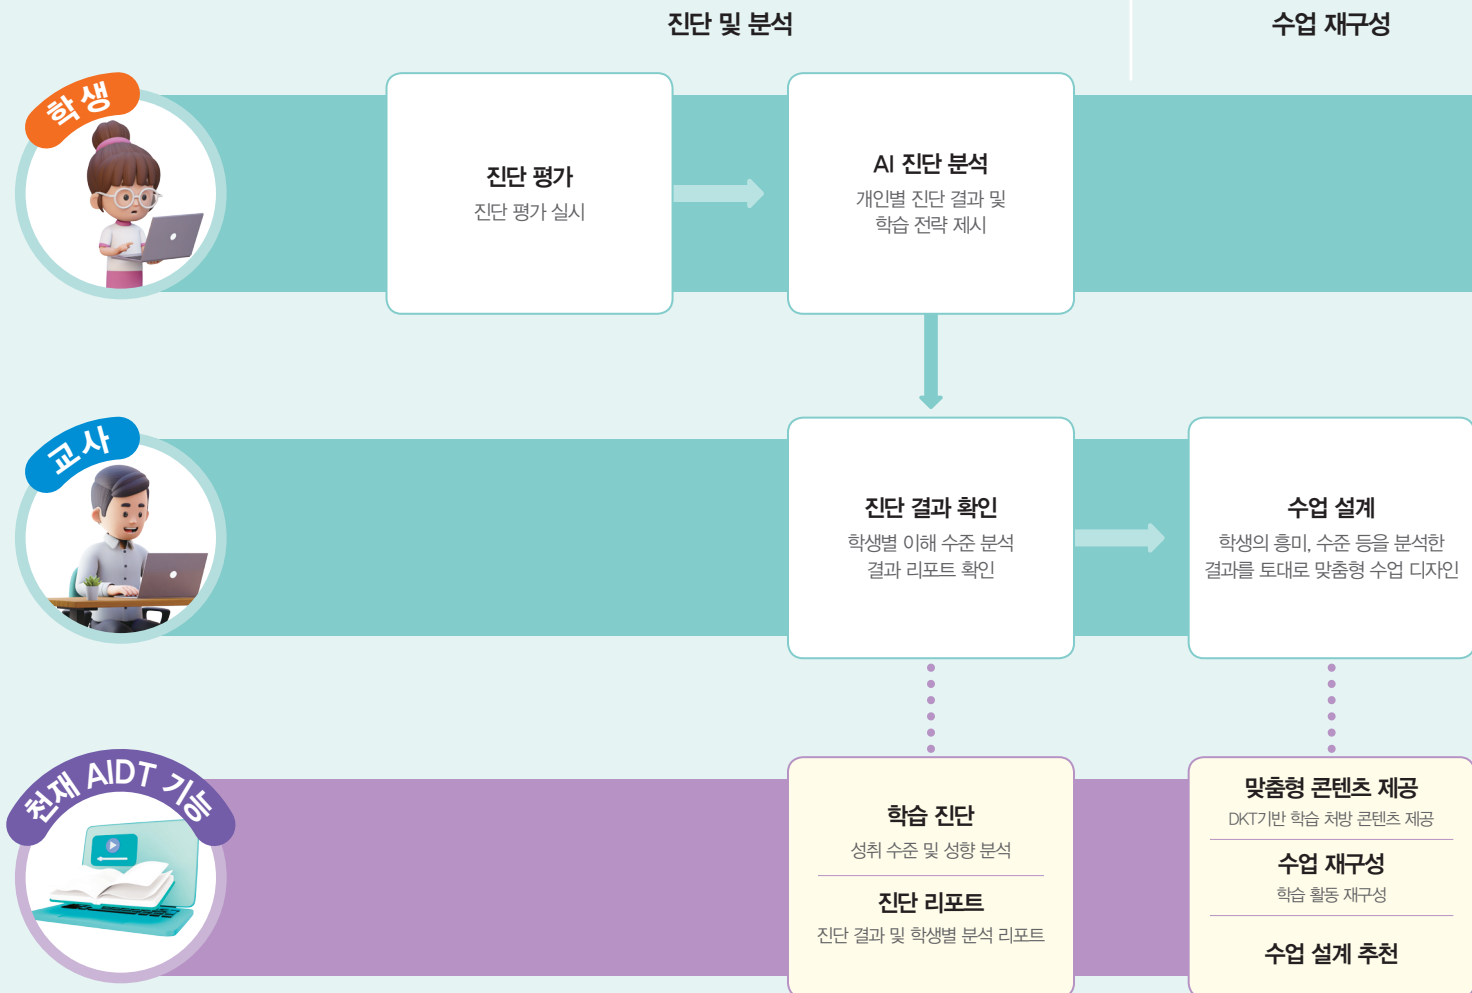 진단 및 분석
수업 재구성
학생
진단 평가
진단 평가 실시
AI 진단 분석
개인별 진단 결과 및
학습 전략 제시
교사
진단 결과 확인
학생별 이해 수준 분석
결과 리포트 확인
수업 설계
학생의 흥미, 수준 등을 분석한
결과를 토대로 맞춤형 수업 디자인
천재 AIDT 기능
학습 진단
성취 수준 및 성향 분석
진단 리포트
진단 결과 및 학생별 분석 리포트
맞춤형 콘텐츠 제공
DKT기반 학습 처방 콘텐츠 제공
수업 재구성
학습 활동 재구성
수업 설계 추천